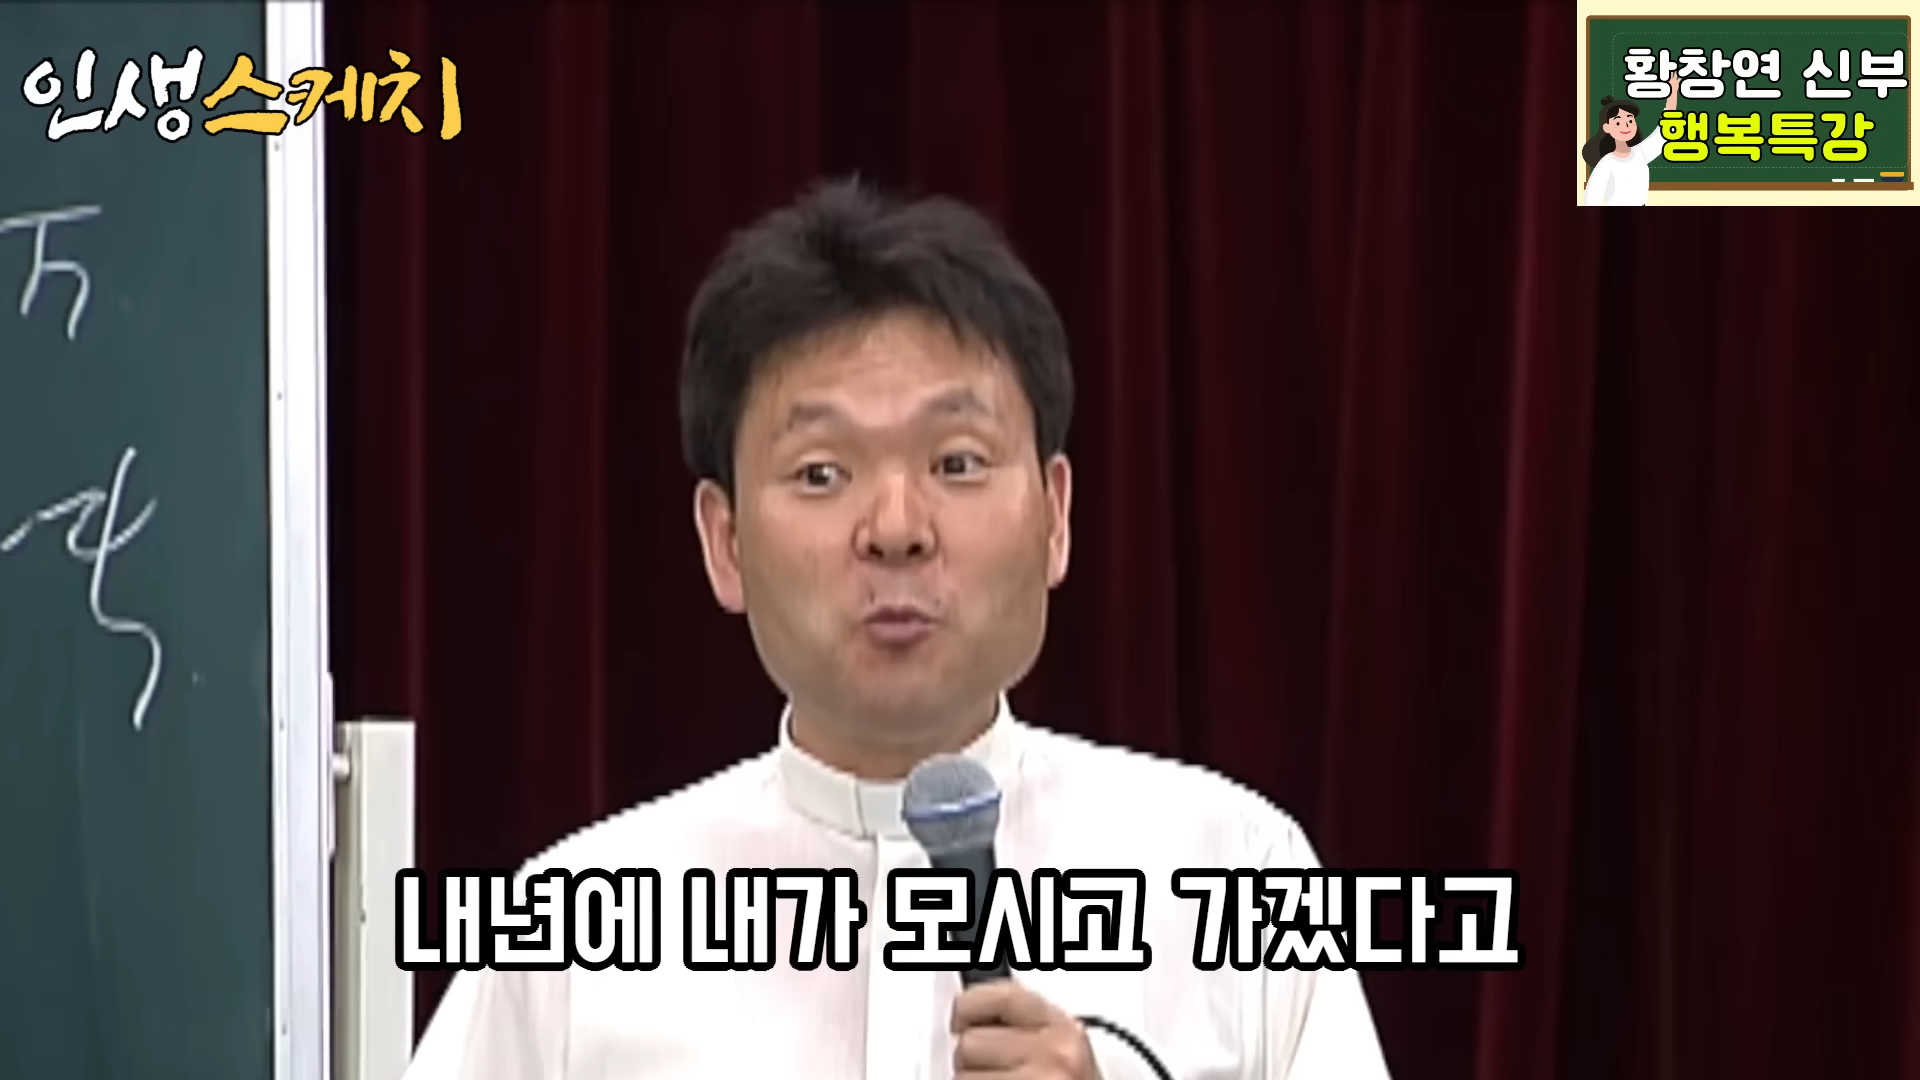 인생스케치
황창연 신부
행복특강
내년에 내가 모시고 가겠다고